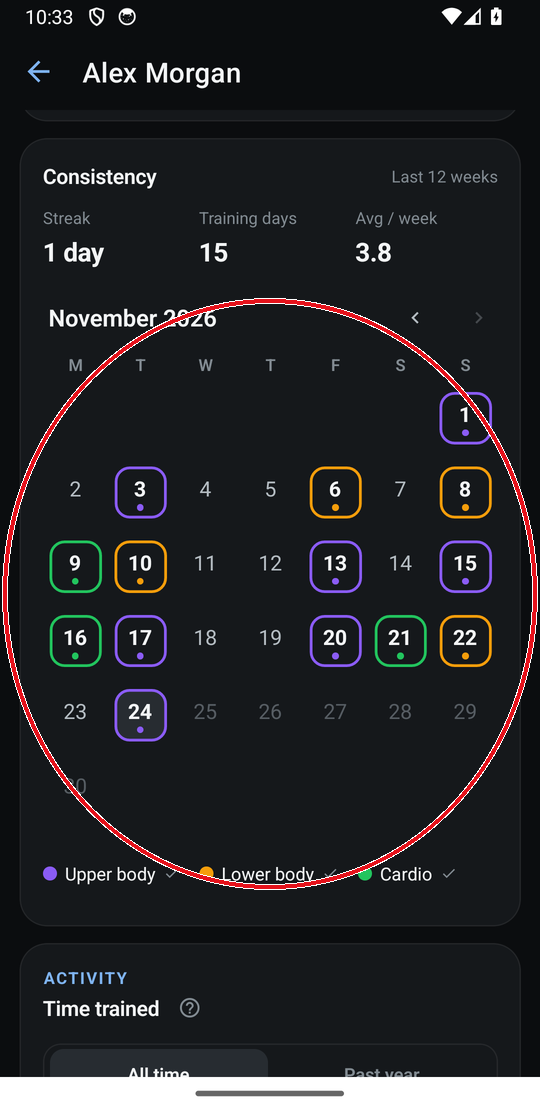 10:33
Alex Morgan
Consistency
Last 12 weeks
Streak
Training days
Avg / week
1 day
15
3.8
November 2026
M T W T F S S
1
2 3 4 5 6 7 8
9 10 11 12 13 14 15
16 17 18 19 20 21 22
23 24 25 26 27 28 29
30
Upper body
Lower body
Cardio
ACTIVITY
Time trained
All time
Past year